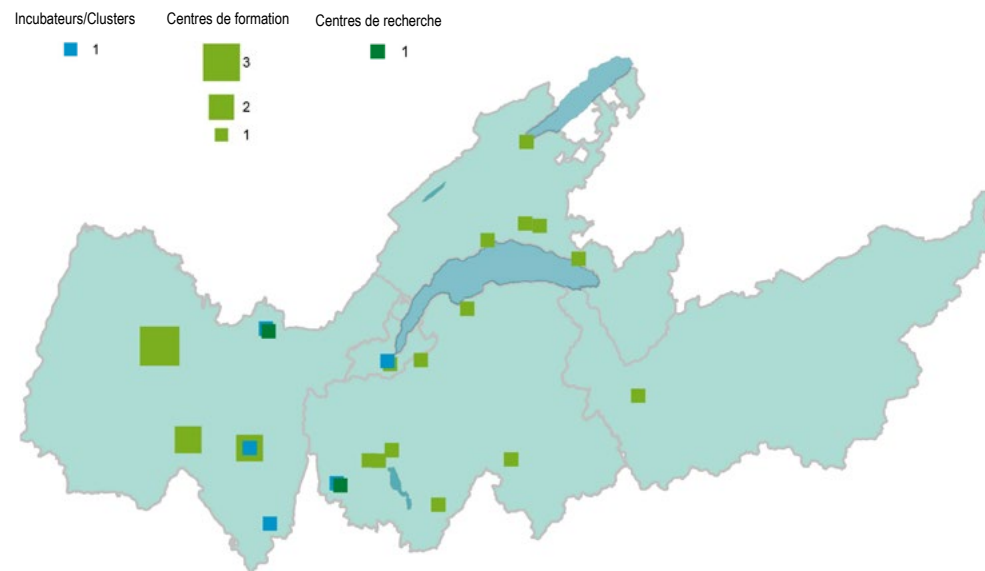 Incubateurs/Clusters
Centres de formation
Centres de recherche
1
3
1
2
1